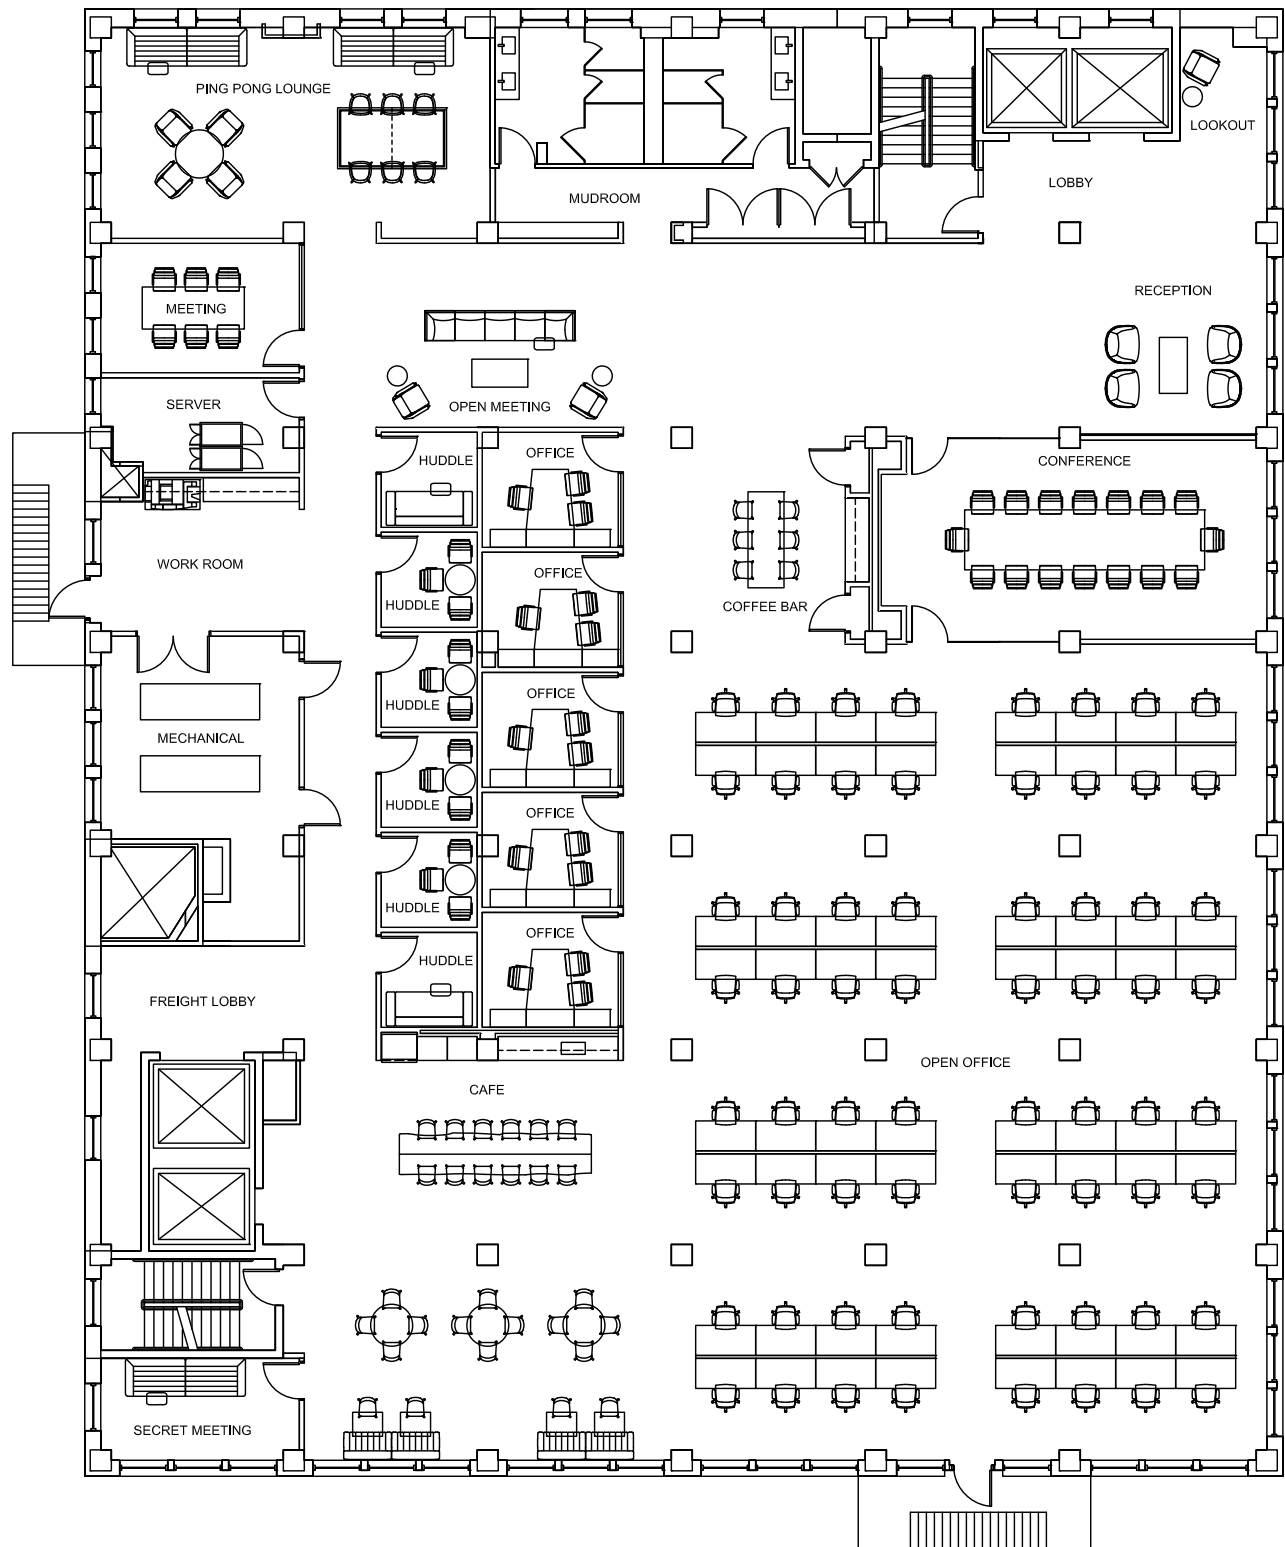 PING PONG LOUNGE
LOOKOUT
LOBBY
MUDROOM
RECEPTION
MEETING
SERVER
OPEN MEETING
HUDDLE
OFFICE
CONFERENCE
WORK ROOM
OFFICE
HUDDLE
COFFEE BAR
OFFICE
HUDDLE
MECHANICAL
HUDDLE
OFFICE
HUDDLE
OFFICE
HUDDLE
FREIGHT LOBBY
OPEN OFFICE
CAFE
SECRET MEETING